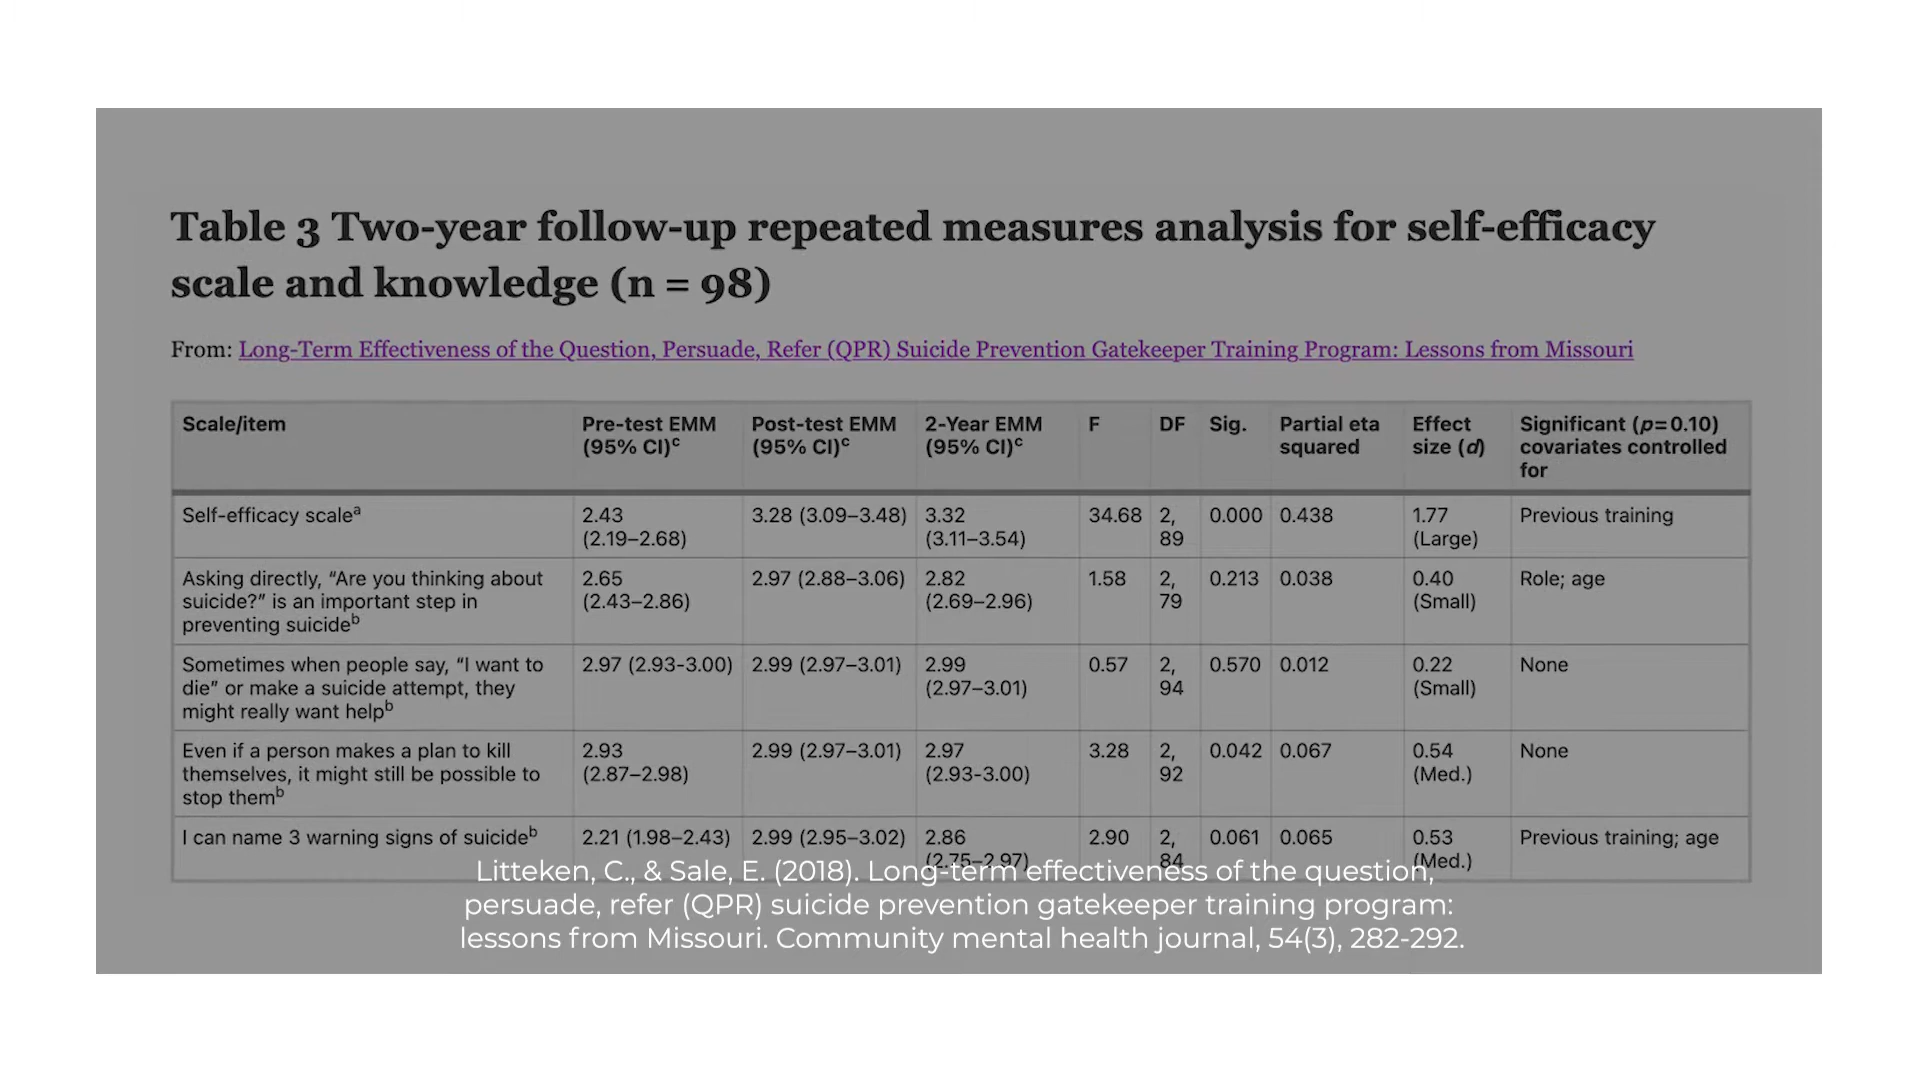 Table 3 Two-year follow-up repeated measures analysis for self-efficacy
scale and knowledge (n = 98)
From: Long-Term Effectiveness of the Question, Persuade, Refer (QPR) Suicide Prevention Gatekeeper Training Program: Lessons from Missouri
Scale/item Pre-test EMM (95% CI)ᶜ Post-test EMM (95% CI)ᶜ 2-Year EMM (95% CI)ᶜ F DF Sig. Partial eta squared Effect size (d) Significant (p=0.10) covariates controlled for
Self-efficacy scaleᵃ 2.43 (2.19–2.68) 3.28 (3.09–3.48) 3.32 (3.11–3.54) 34.68 2, 89 0.000 0.438 1.77 (Large) Previous training
Asking directly, “Are you thinking about suicide?” is an important step in preventing suicideᵇ 2.65 (2.43–2.86) 2.97 (2.88–3.06) 2.82 (2.69–2.96) 1.58 2, 79 0.213 0.038 0.40 (Small) Role; age
Sometimes when people say, “I want to die” or make a suicide attempt, they might really want helpᵇ 2.97 (2.93-3.00) 2.99 (2.97–3.01) 2.99 (2.97–3.01) 0.57 2, 94 0.570 0.012 0.22 (Small) None
Even if a person makes a plan to kill themselves, it might still be possible to stop themᵇ 2.93 (2.87–2.98) 2.99 (2.97–3.01) 2.97 (2.93-3.00) 3.28 2, 92 0.042 0.067 0.54 (Med.) None
I can name 3 warning signs of suicideᵇ 2.21 (1.98–2.43) 2.99 (2.95–3.02) 2.86 (2.75–2.97) 2.90 2, 84 0.061 0.065 0.53 (Med.) Previous training; age
Litteken, C., & Sale, E. (2018). Long-term effectiveness of the question,
persuade, refer (QPR) suicide prevention gatekeeper training program:
lessons from Missouri. Community mental health journal, 54(3), 282-292.